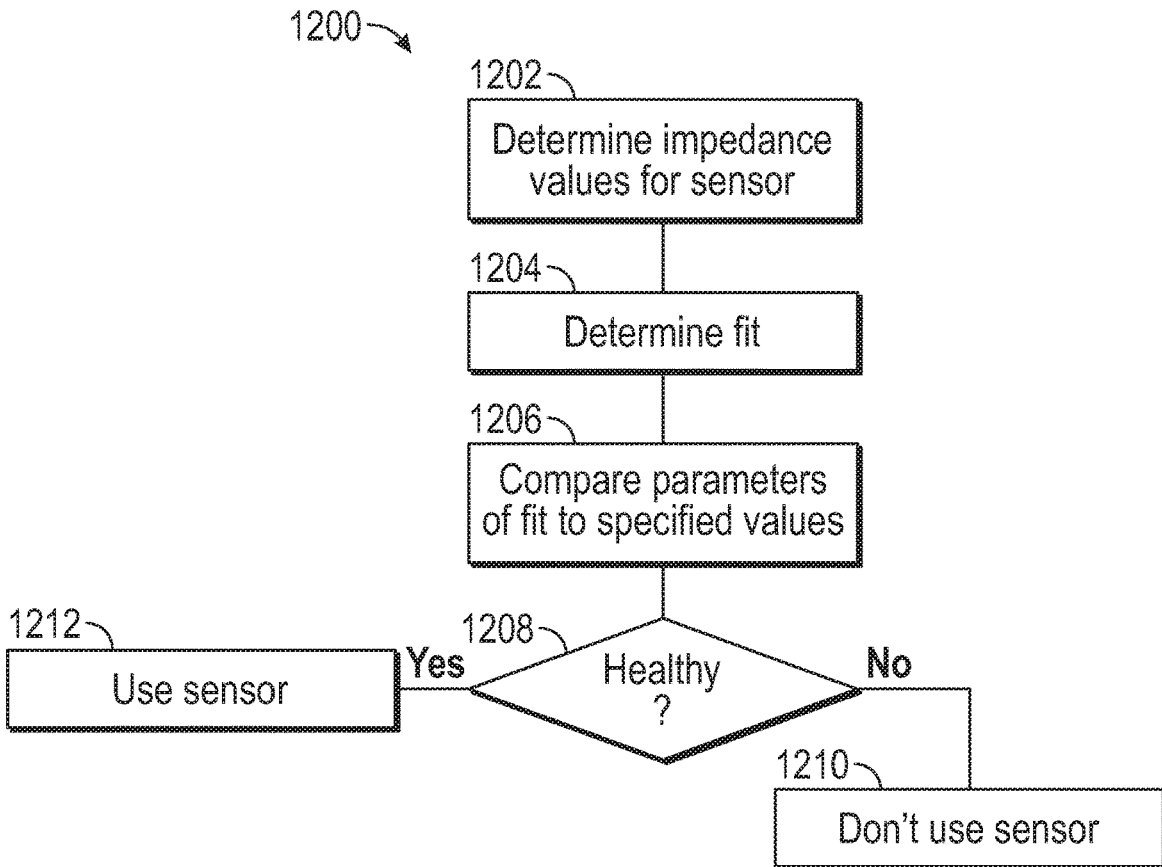 1200
1202
Determine impedance
values for sensor
1204
Determine fit
1206
Compare parameters
of fit to specified values
1208
Healthy
?
Yes
1212
Use sensor
No
1210
Don't use sensor